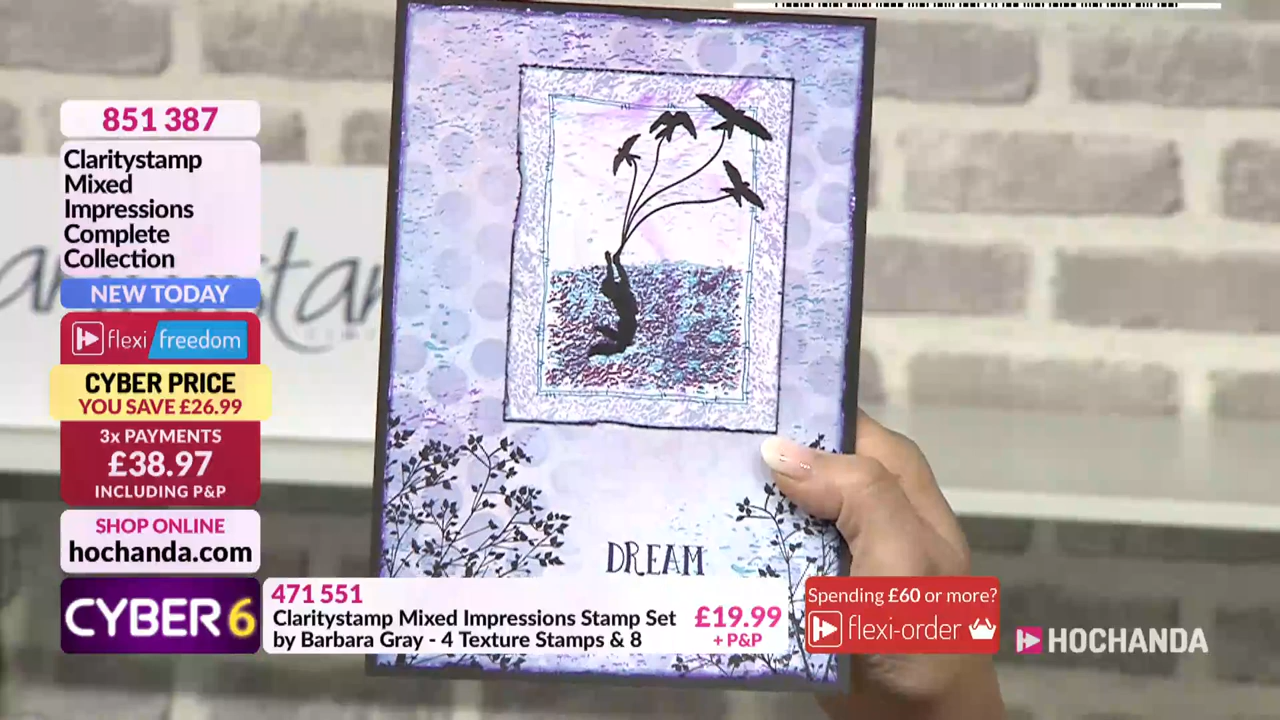 851 387
Claritystamp
Mixed
Impressions
Complete
Collection
NEW TODAY
flexi freedom
CYBER PRICE
YOU SAVE £26.99
3x PAYMENTS
£38.97
INCLUDING P&P
SHOP ONLINE
hochanda.com
CYBER 6
DREAM
471 551
Claritystamp Mixed Impressions Stamp Set
by Barbara Gray - 4 Texture Stamps & 8
£19.99
+ P&P
Spending £60 or more?
flexi-order
HOCHANDA